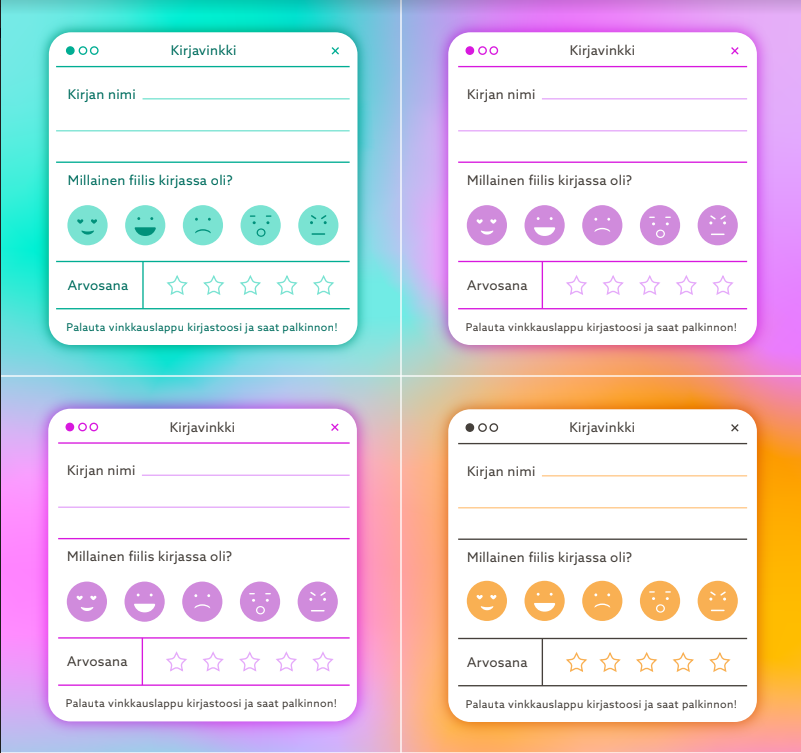 Kirjavinkki ×
Kirjan nimi
Millainen fiilis kirjassa oli?
Arvosana
Palauta vinkkauslappu kirjastoosi ja saat palkinnon!
Kirjavinkki ×
Kirjan nimi
Millainen fiilis kirjassa oli?
Arvosana
Palauta vinkkauslappu kirjastoosi ja saat palkinnon!
Kirjavinkki ×
Kirjan nimi
Millainen fiilis kirjassa oli?
Arvosana
Palauta vinkkauslappu kirjastoosi ja saat palkinnon!
Kirjavinkki ×
Kirjan nimi
Millainen fiilis kirjassa oli?
Arvosana
Palauta vinkkauslappu kirjastoosi ja saat palkinnon!